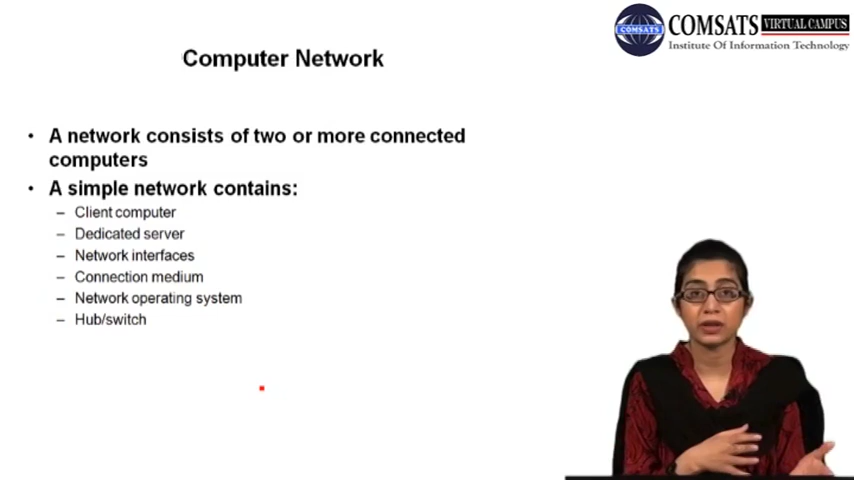 COMSATS VIRTUAL CAMPUS
COMSATS
Institute Of Information Technology
Computer Network
• A network consists of two or more connected
computers
• A simple network contains:
– Client computer
– Dedicated server
– Network interfaces
– Connection medium
– Network operating system
– Hub/switch